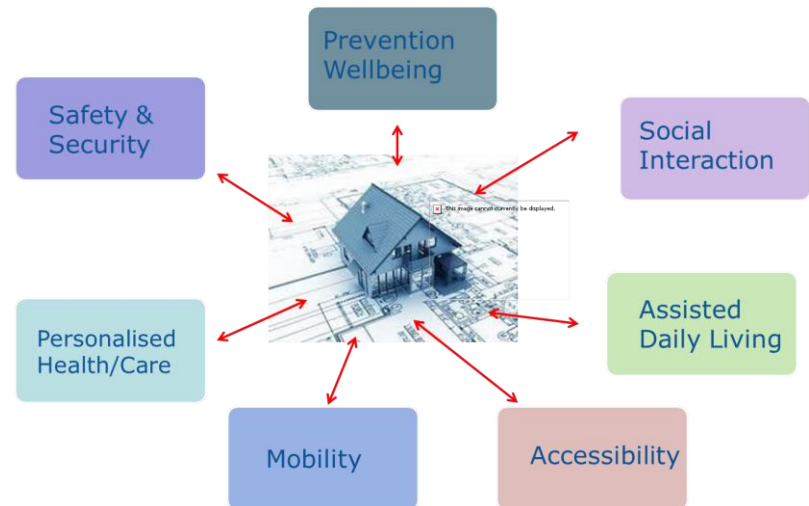 Prevention
Wellbeing
Safety &
Security
Social
Interaction
This image cannot currently be displayed.
Personalised
Health/Care
Assisted
Daily Living
Mobility
Accessibility